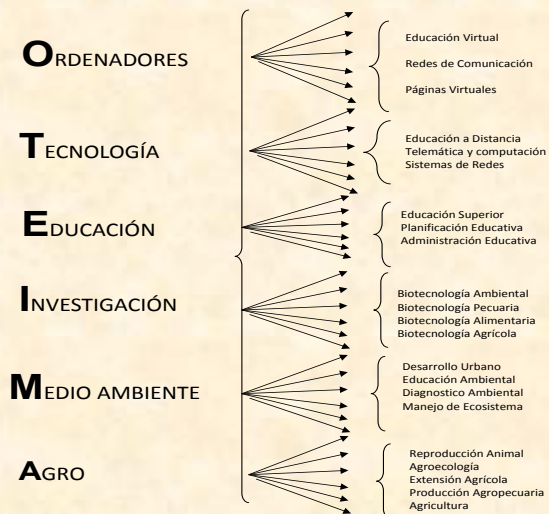 ORDENADORES
Educación Virtual
Redes de Comunicación
Páginas Virtuales
TECNOLOGÍA
Educación a Distancia
Telemática y computación
Sistemas de Redes
EDUCACIÓN
Educación Superior
Planificación Educativa
Administración Educativa
INVESTIGACIÓN
Biotecnología Ambiental
Biotecnología Pecuaria
Biotecnología Alimentaria
Biotecnología Agrícola
MEDIO AMBIENTE
Desarrollo Urbano
Educación Ambiental
Diagnostico Ambiental
Manejo de Ecosistema
AGRO
Reproducción Animal
Agroecología
Extensión Agrícola
Producción Agropecuaria
Agricultura